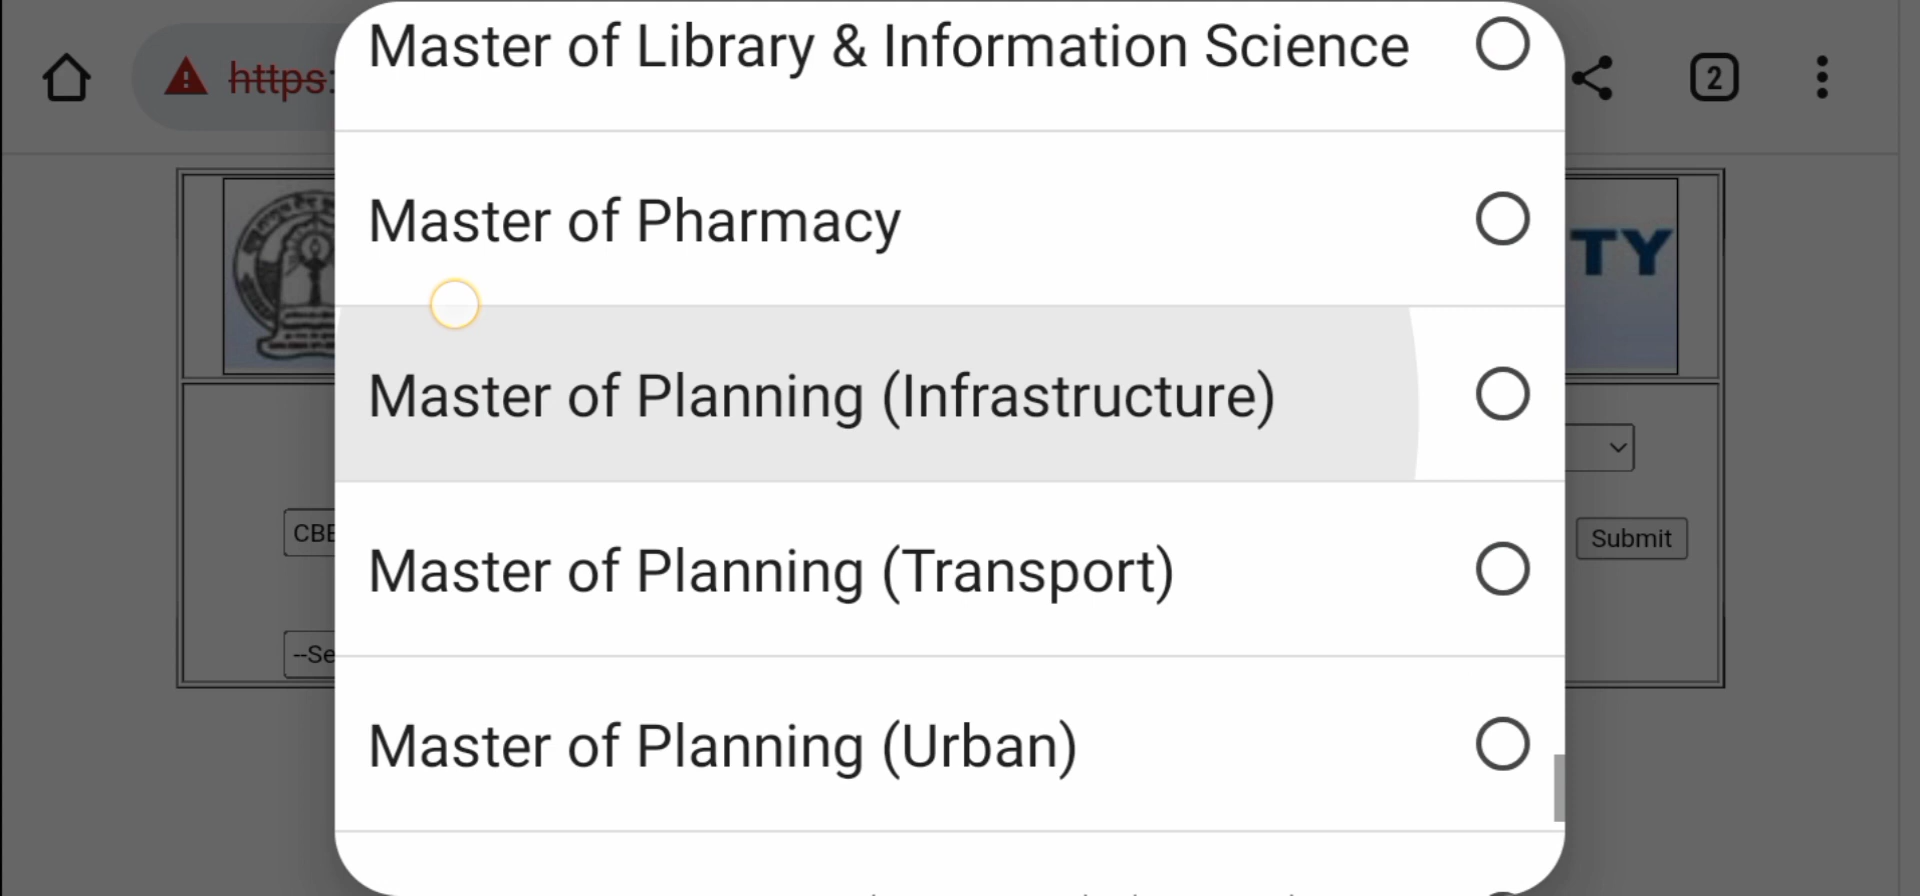 https:
2
Master of Library & Information Science
Master of Pharmacy
TY
Master of Planning (Infrastructure)
CBE
Submit
Master of Planning (Transport)
--Se
Master of Planning (Urban)